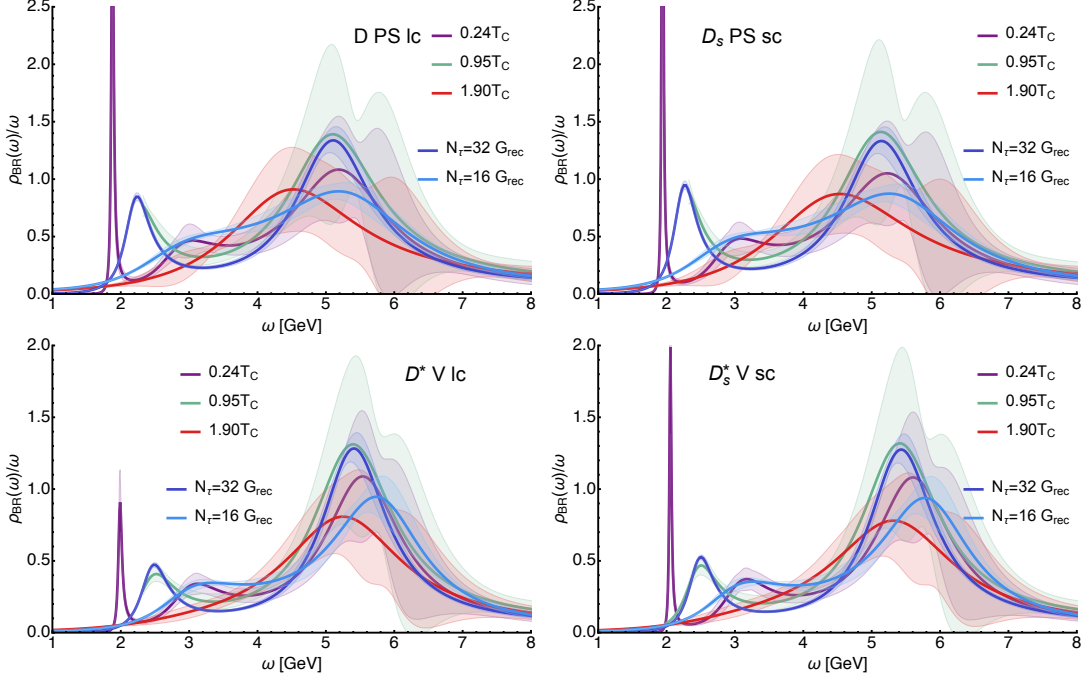 D PS lc
0.24T_C
0.95T_C
1.90T_C
N_τ=32 G_rec
N_τ=16 G_rec
ρ_BR(ω)/ω
2.5
2.0
1.5
1.0
0.5
0.0
1 2 3 4 5 6 7 8
ω [GeV]
D_s PS sc
0.24T_C
0.95T_C
1.90T_C
N_τ=32 G_rec
N_τ=16 G_rec
ρ_BR(ω)/ω
2.5
2.0
1.5
1.0
0.5
0.0
1 2 3 4 5 6 7 8
ω [GeV]
D* V lc
0.24T_C
0.95T_C
1.90T_C
N_τ=32 G_rec
N_τ=16 G_rec
ρ_BR(ω)/ω
2.0
1.5
1.0
0.5
0.0
1 2 3 4 5 6 7 8
ω [GeV]
D_s* V sc
0.24T_C
0.95T_C
1.90T_C
N_τ=32 G_rec
N_τ=16 G_rec
ρ_BR(ω)/ω
2.0
1.5
1.0
0.5
0.0
1 2 3 4 5 6 7 8
ω [GeV]